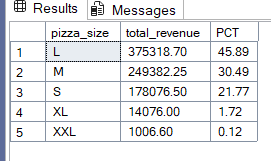 Results Messages
pizza_size total_revenue PCT
1 L 375318.70 45.89
2 M 249382.25 30.49
3 S 178076.50 21.77
4 XL 14076.00 1.72
5 XXL 1006.60 0.12